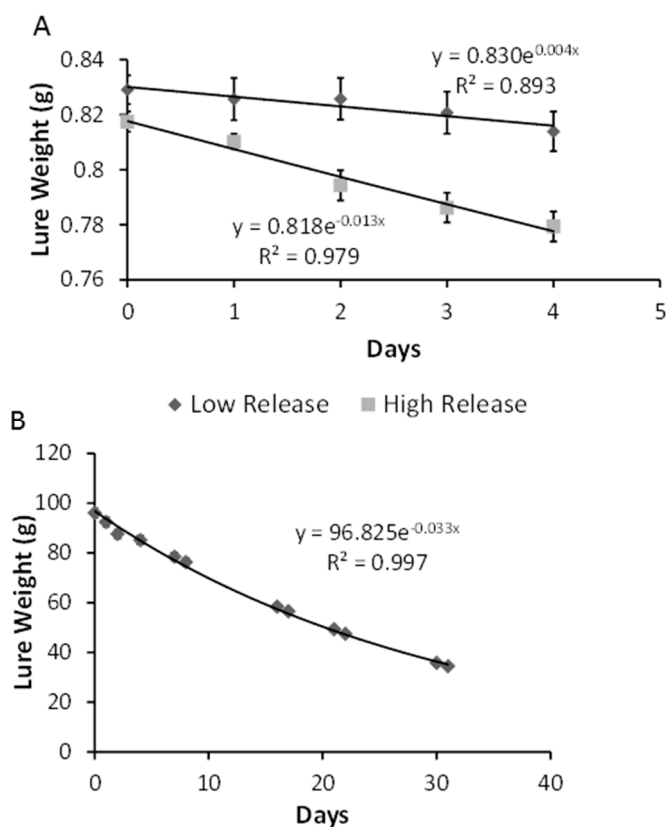 A
0.84
0.82
0.8
0.78
0.76
Lure Weight (g)
y = 0.830e^0.004x
R² = 0.893
y = 0.818e^-0.013x
R² = 0.979
0 1 2 3 4 5
Days
Low Release High Release
B
120
100
80
60
40
20
0
Lure Weight (g)
y = 96.825e^-0.033x
R² = 0.997
0 10 20 30 40
Days